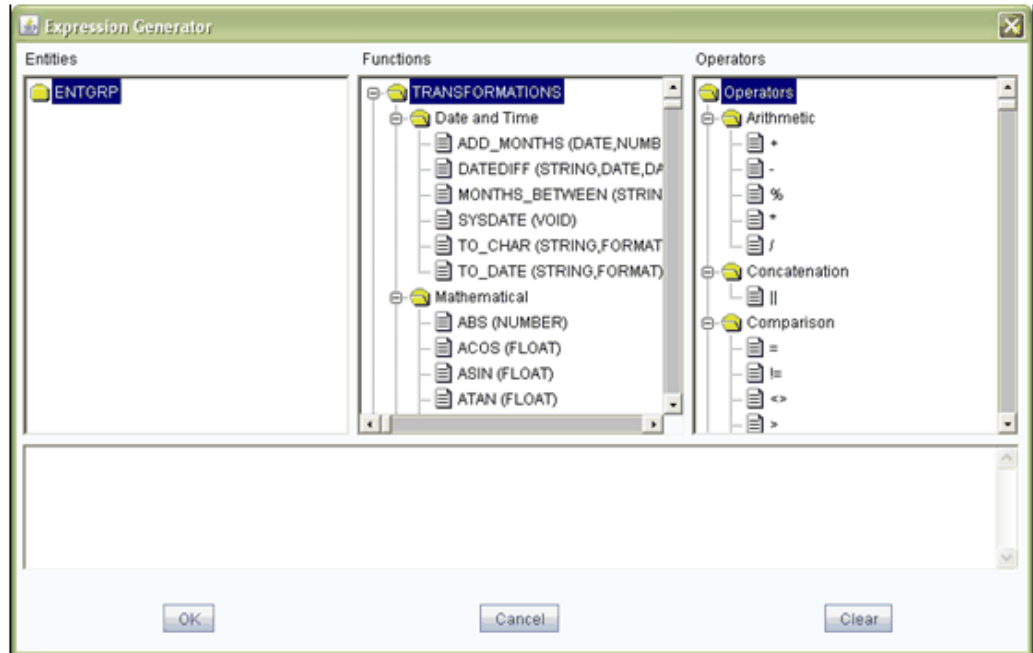 Expression Generator
Entities
ENTGRP
Functions
TRANSFORMATIONS
Date and Time
ADD_MONTHS (DATE,NUMB
DATEDIFF (STRING,DATE,DA
MONTHS_BETWEEN (STRIN
SYSDATE (VOID)
TO_CHAR (STRING,FORMAT
TO_DATE (STRING,FORMAT)
Mathematical
ABS (NUMBER)
ACOS (FLOAT)
ASIN (FLOAT)
ATAN (FLOAT)
Operators
Operators
Arithmetic
+
-
%
*
/
Concatenation
||
Comparison
=
!=
<>
>
OK
Cancel
Clear